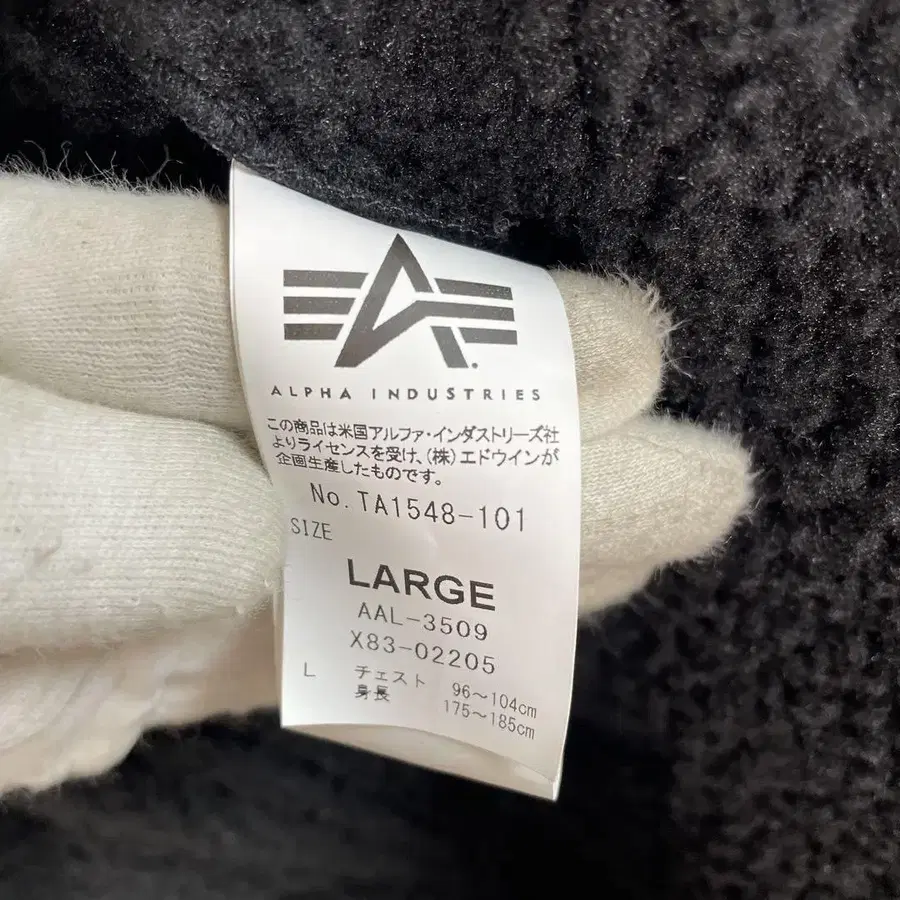 ALPHA INDUSTRIES
この商品は米国アルファ・インダストリーズ社
よりライセンスを受け、(株)エドウインが
企画生産したものです。
No.TA1548-101
SIZE
LARGE
AAL-3509
X83-02205
L チェスト 96～104cm
身長 175～185cm